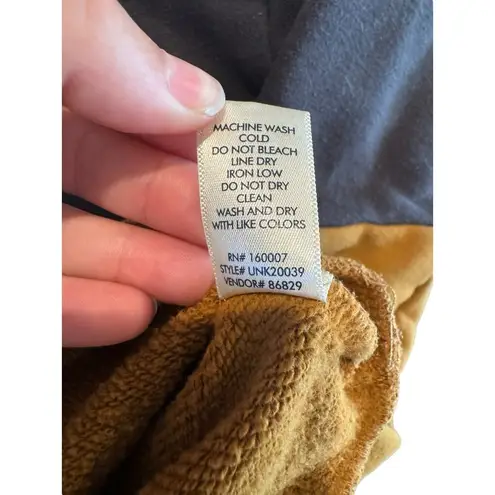 MACHINE WASH
COLD
DO NOT BLEACH
LINE DRY
IRON LOW
DO NOT DRY
CLEAN
WASH AND DRY
WITH LIKE COLORS
RN# 160007
STYLE# UNK20039
VENDOR# 86829